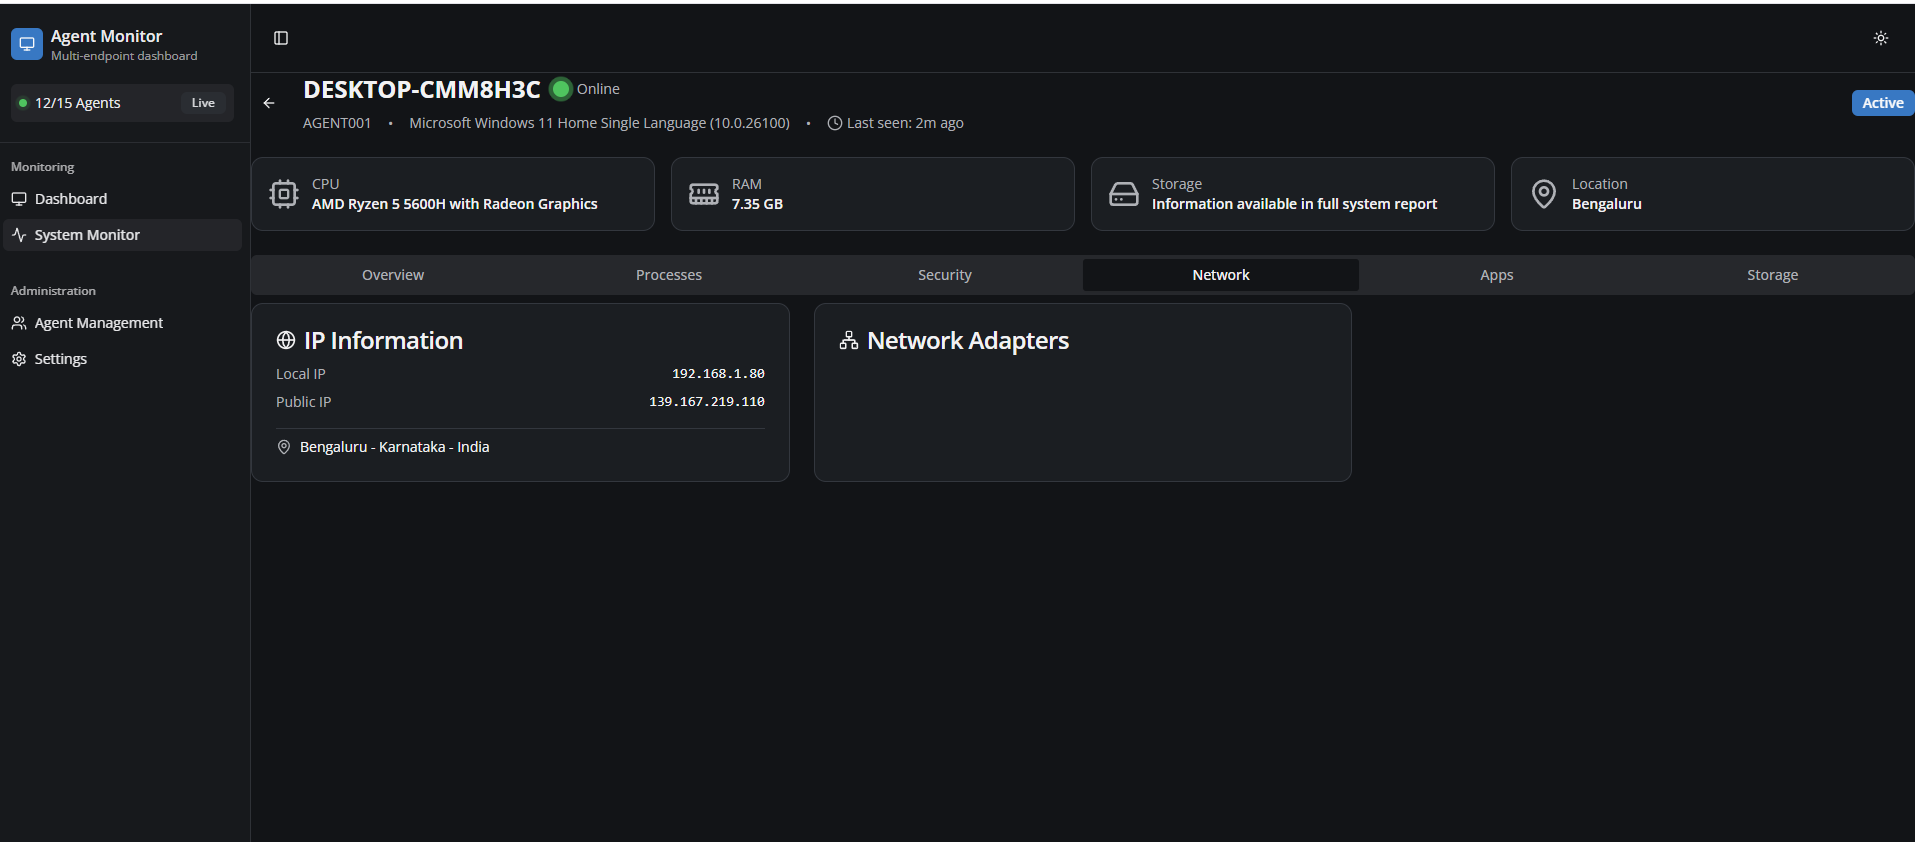 Agent Monitor
Multi-endpoint dashboard
12/15 Agents
Live
Monitoring
Dashboard
System Monitor
Administration
Agent Management
Settings
DESKTOP-CMM8H3C
Online
AGENT001 • Microsoft Windows 11 Home Single Language (10.0.26100) • Last seen: 2m ago
Active
CPU
AMD Ryzen 5 5600H with Radeon Graphics
RAM
7.35 GB
Storage
Information available in full system report
Location
Bengaluru
Overview
Processes
Security
Network
Apps
Storage
IP Information
Local IP 192.168.1.80
Public IP 139.167.219.110
Bengaluru - Karnataka - India
Network Adapters